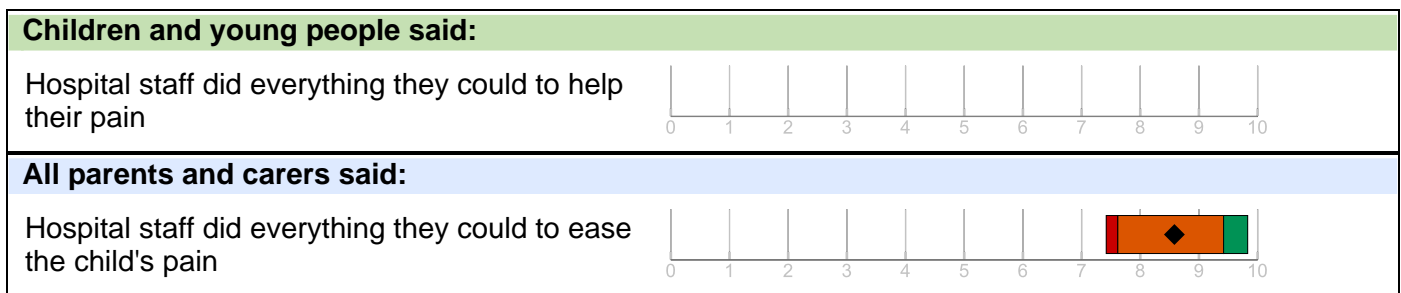 Children and young people said:
Hospital staff did everything they could to help
their pain
0 1 2 3 4 5 6 7 8 9 10
All parents and carers said:
Hospital staff did everything they could to ease
the child's pain
0 1 2 3 4 5 6 7 8 9 10